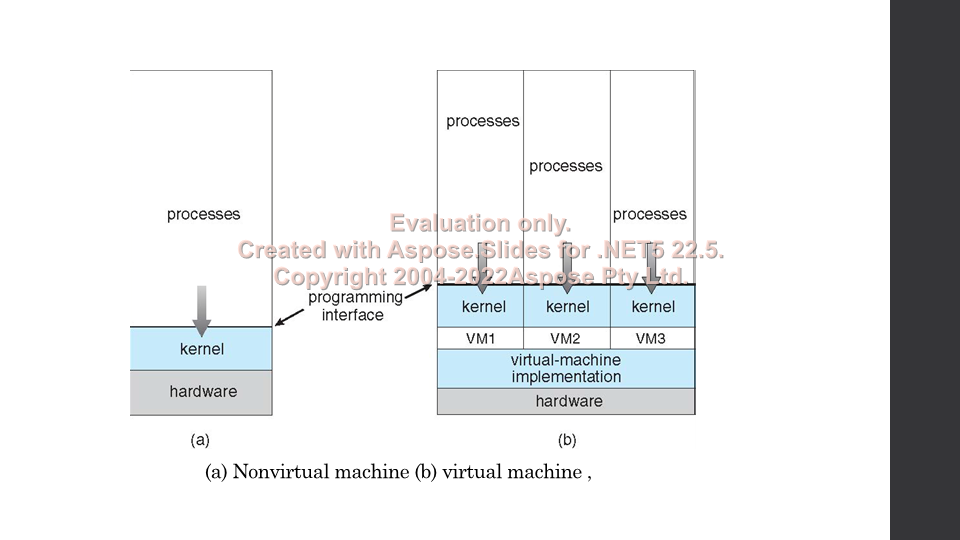 processes
processes
processes
processes
Evaluation only.
Created with Aspose.Slides for .NET5 22.5.
Copyright 2004-2022Aspose Pty Ltd.
programming
interface
kernel
hardware
kernel
kernel
kernel
VM1
VM2
VM3
virtual-machine
implementation
hardware
(a)
(b)
(a) Nonvirtual machine (b) virtual machine ,